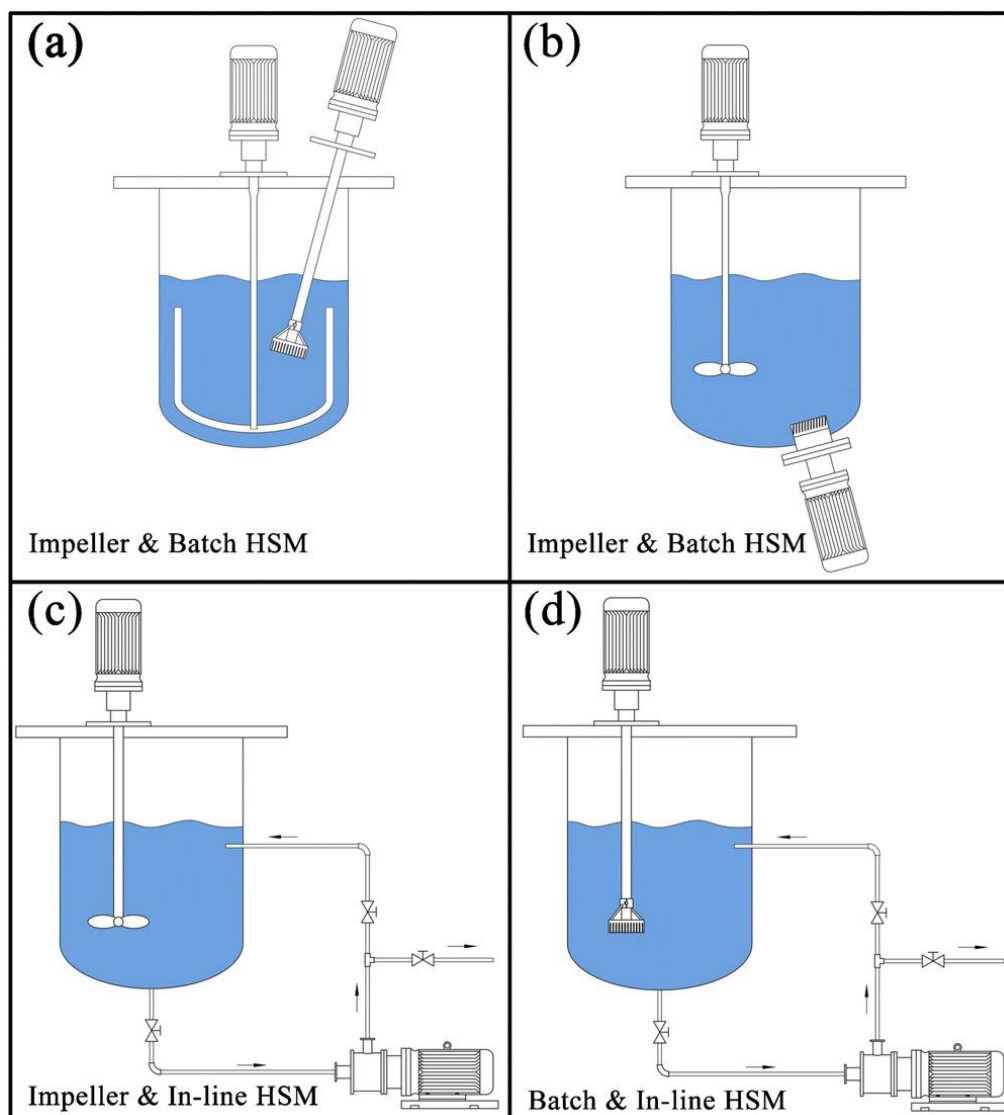 (a)
Impeller & Batch HSM
(b)
Impeller & Batch HSM
(c)
Impeller & In-line HSM
(d)
Batch & In-line HSM